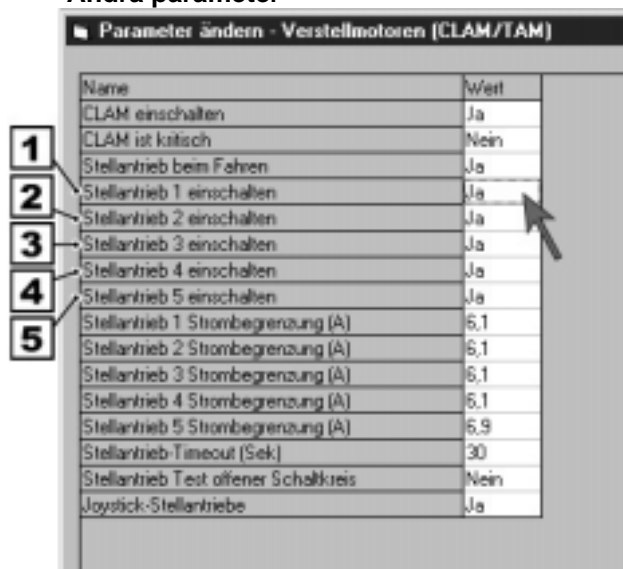 Ändra parameter
Parameter ändern - Verstellmotoren (CLAM/TAM)
Name Wert
CLAM einschalten Ja
CLAM ist kritisch Nein
Stellantrieb beim Fahren Ja
1 Stellantrieb 1 einschalten Ja
2 Stellantrieb 2 einschalten Ja
3 Stellantrieb 3 einschalten Ja
4 Stellantrieb 4 einschalten Ja
5 Stellantrieb 5 einschalten Ja
Stellantrieb 1 Strombegrenzung (A) 6,1
Stellantrieb 2 Strombegrenzung (A) 6,1
Stellantrieb 3 Strombegrenzung (A) 6,1
Stellantrieb 4 Strombegrenzung (A) 6,1
Stellantrieb 5 Strombegrenzung (A) 6,9
Stellantrieb-Timeout (Sek) 30
Stellantrieb Test offener Schaltkreis Nein
Joystick-Stellantriebe Ja